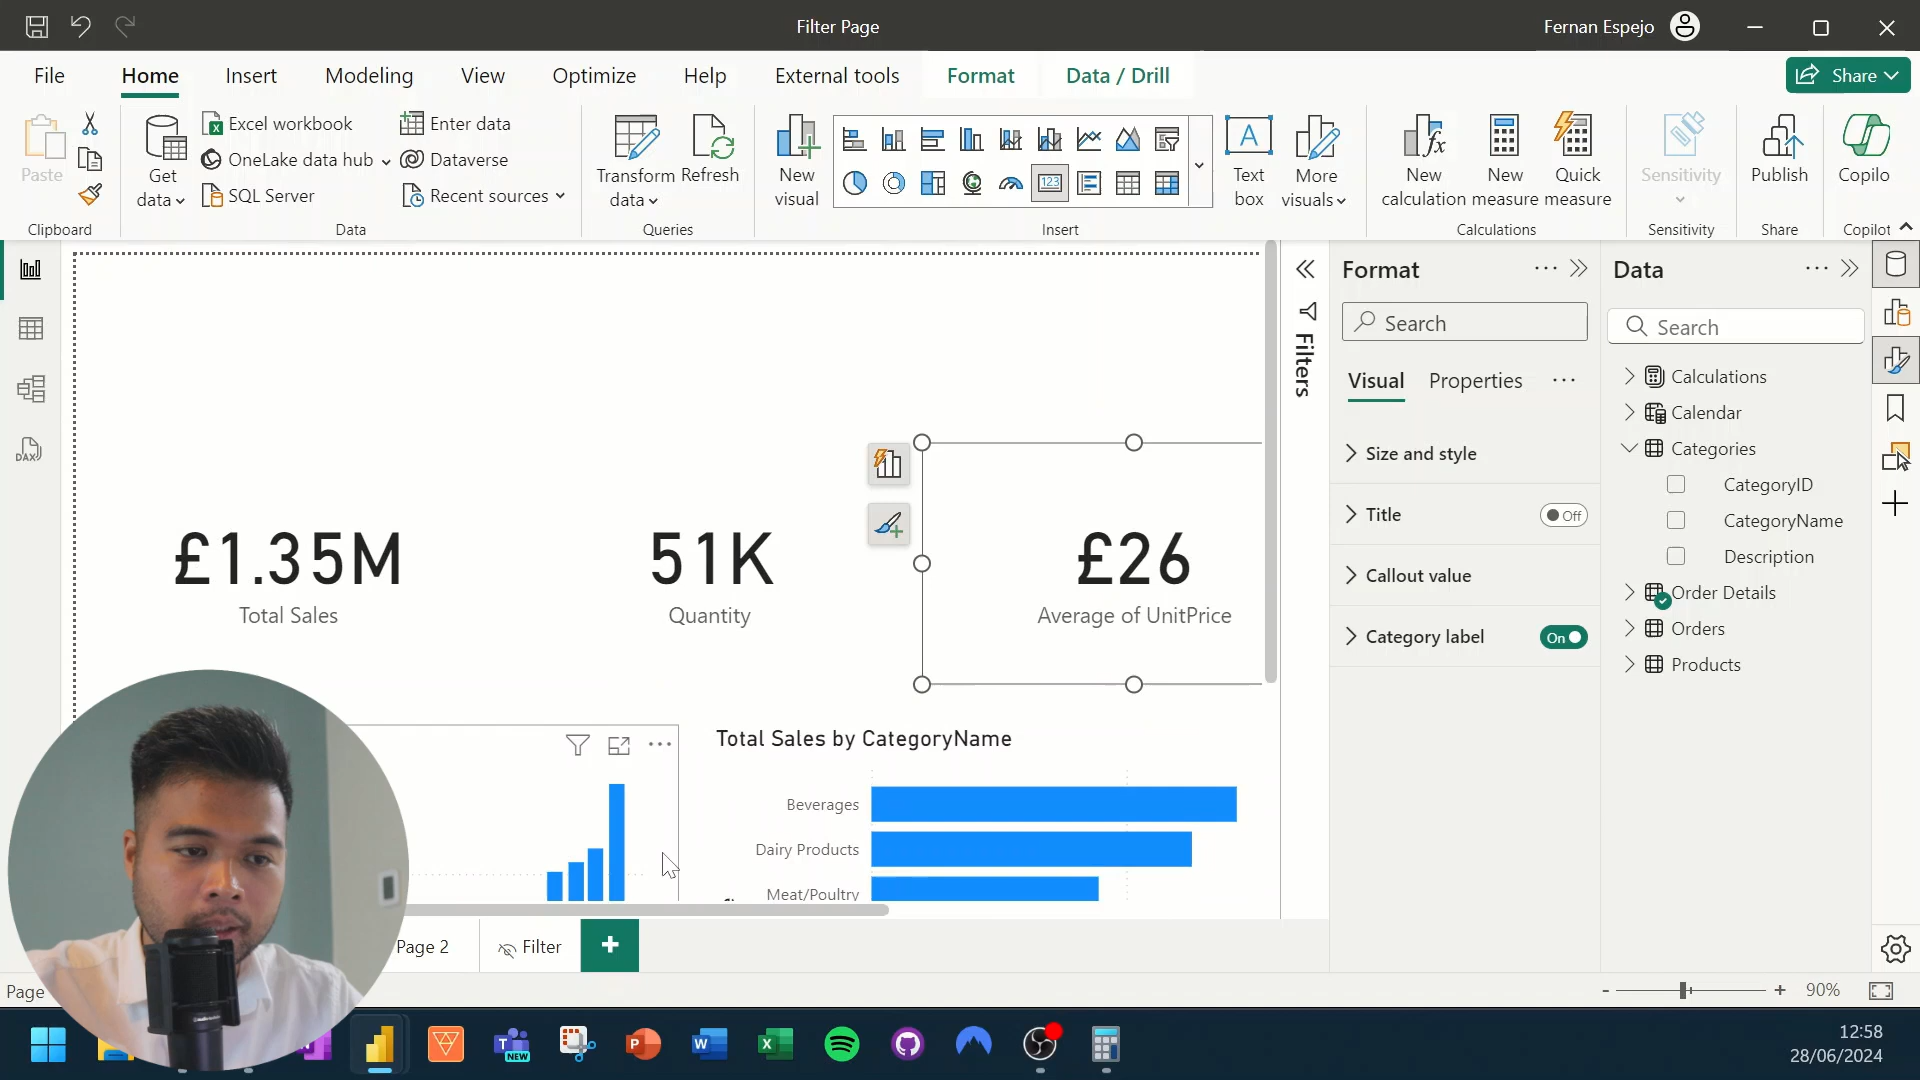 Filter Page
Fernan Espejo
File
Home
Insert
Modeling
View
Optimize
Help
External tools
Format
Data / Drill
Share
Paste
Clipboard
Get
data
Excel workbook
OneLake data hub
SQL Server
Enter data
Dataverse
Recent sources
Data
Transform
data
Refresh
Queries
New
visual
123
A
Text
box
More
visuals
Insert
New
calculation
New
measure
Quick
measure
Calculations
Sensitivity
Sensitivity
Publish
Share
Copilo
Copilot
DAX
£1.35M
Total Sales
51K
Quantity
£26
Average of UnitPrice
Total Sales by CategoryName
Beverages
Dairy Products
Meat/Poultry
Filters
Format
Search
Visual
Properties
Size and style
Title
Off
Callout value
Category label
On
Data
Search
Calculations
Calendar
Categories
CategoryID
CategoryName
Description
Order Details
Orders
Products
Page 2
Filter
Page
90%
NEW
12:58
28/06/2024